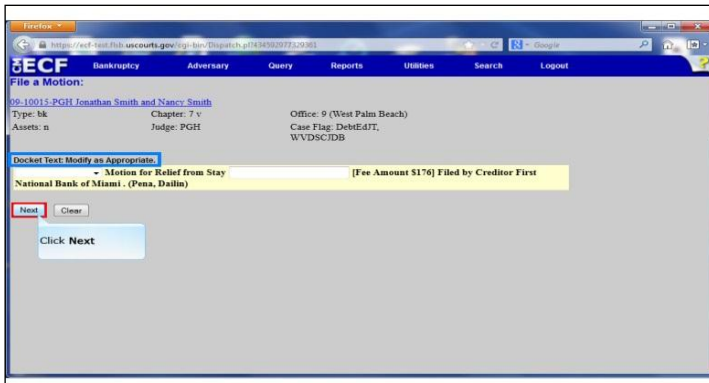 Firefox
https://ecf-test.flsb.uscourts.gov/cgi-bin/Dispatch.pl?434502977329361
Google
ECF Bankruptcy Adversary Query Reports Utilities Search Logout ?
File a Motion:
09-10015-PGH Jonathan Smith and Nancy Smith
Type: bk Chapter: 7 v Office: 9 (West Palm Beach)
Assets: n Judge: PGH Case Flag: DebtEdJT,
WVDSCJDB
Docket Text: Modify as Appropriate.
Motion for Relief from Stay [Fee Amount $176] Filed by Creditor First
National Bank of Miami . (Pena, Dailin)
Next Clear
Click Next